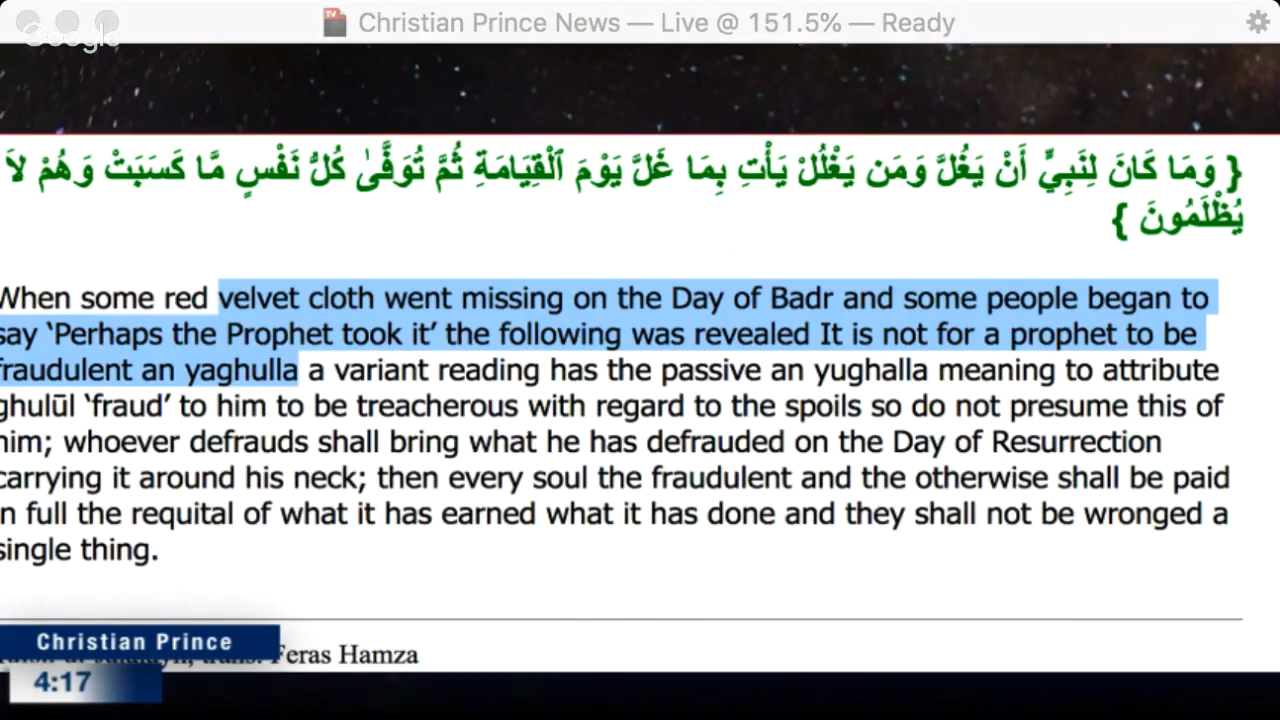 Christian Prince News — Live @ 151.5% — Ready
Google
{ وَمَا كَانَ لِنَبِيٍّ أَنْ يَغُلَّ وَمَن يَغْلُلْ يَأْتِ بِمَا غَلَّ يَوْمَ ٱلْقِيَامَةِ ثُمَّ تُوَفَّىٰ كُلُّ نَفْسٍ مَّا كَسَبَتْ وَهُمْ لاَ
يُظْلَمُونَ }
When some red velvet cloth went missing on the Day of Badr and some people began to
say ‘Perhaps the Prophet took it’ the following was revealed It is not for a prophet to be
fraudulent an yaghulla a variant reading has the passive an yughalla meaning to attribute
ghulūl ‘fraud’ to him to be treacherous with regard to the spoils so do not presume this of
him; whoever defrauds shall bring what he has defrauded on the Day of Resurrection
carrying it around his neck; then every soul the fraudulent and the otherwise shall be paid
in full the requital of what it has earned what it has done and they shall not be wronged a
single thing.
Feras Hamza
Christian Prince
4:17